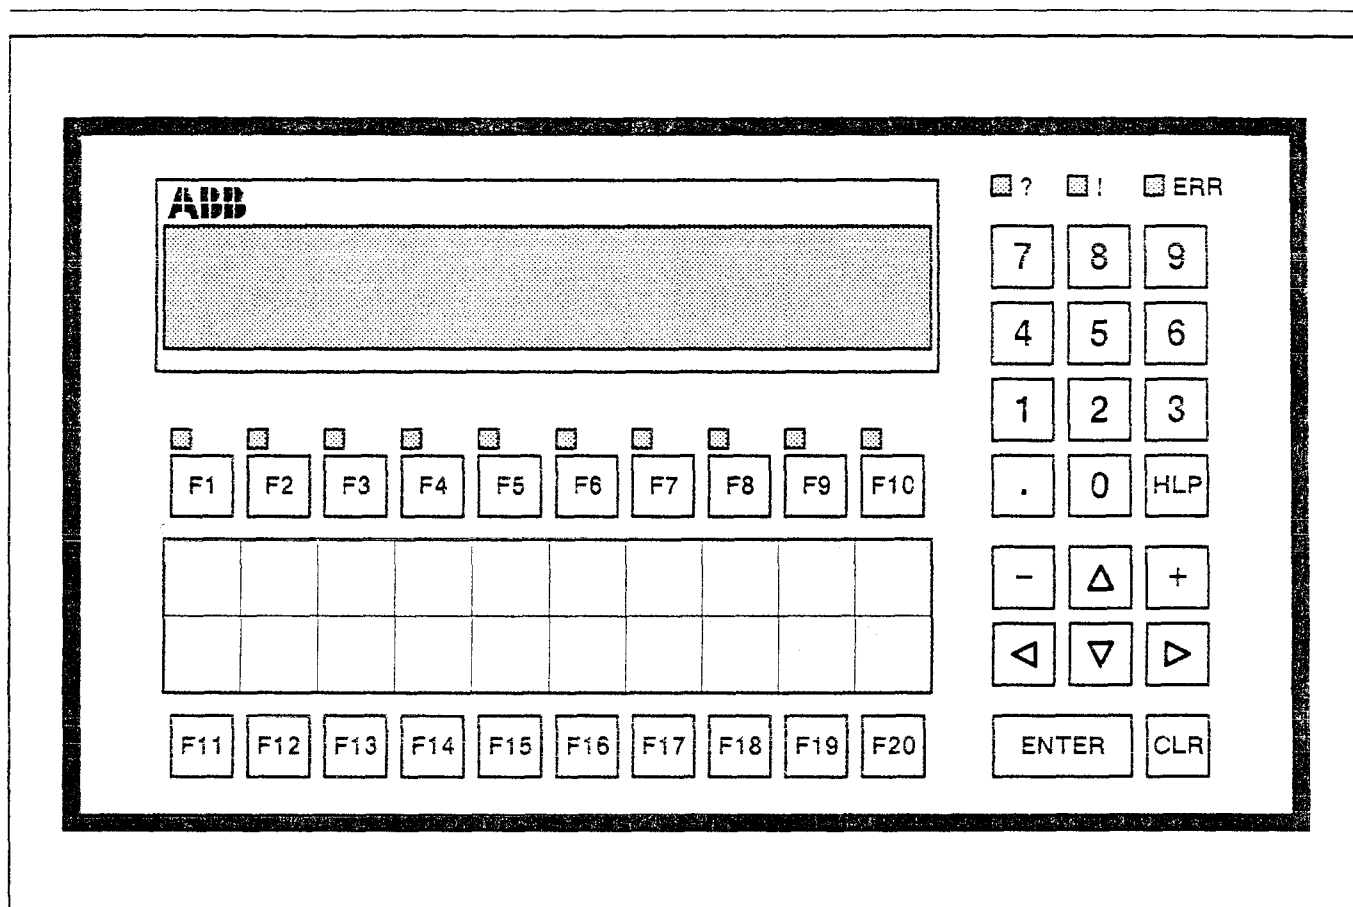 ABB
? ! ERR
7 8 9
4 5 6
1 2 3
. 0 HLP
F1 F2 F3 F4 F5 F6 F7 F8 F9 F10
- +
F11 F12 F13 F14 F15 F16 F17 F18 F19 F20
ENTER CLR